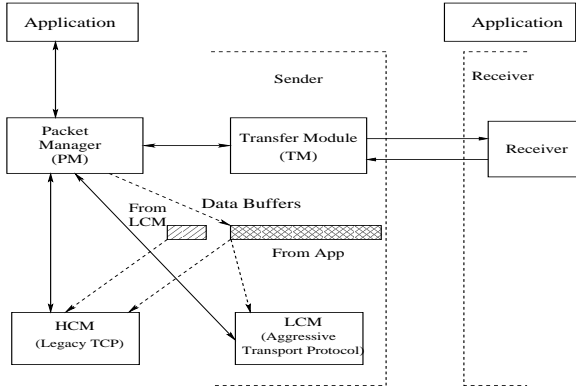 Application
Application
Sender
Receiver
Packet
Manager
(PM)
Transfer Module
(TM)
Receiver
From
LCM
Data Buffers
From App
HCM
(Legacy TCP)
LCM
(Aggressive
Transport Protocol)